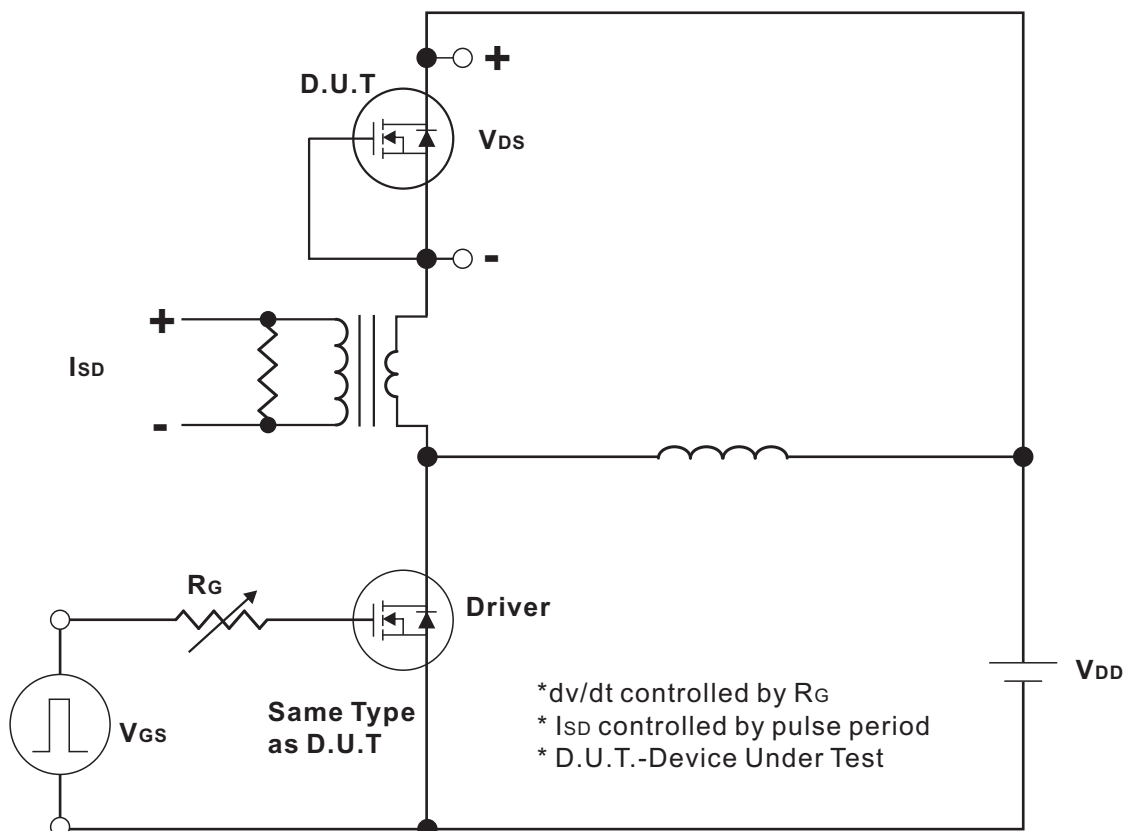 +
D.U.T
VDS
-
+
ISD
-
RG
Driver
VDD
VGS
Same Type
as D.U.T
*dv/dt controlled by RG
* ISD controlled by pulse period
* D.U.T.-Device Under Test